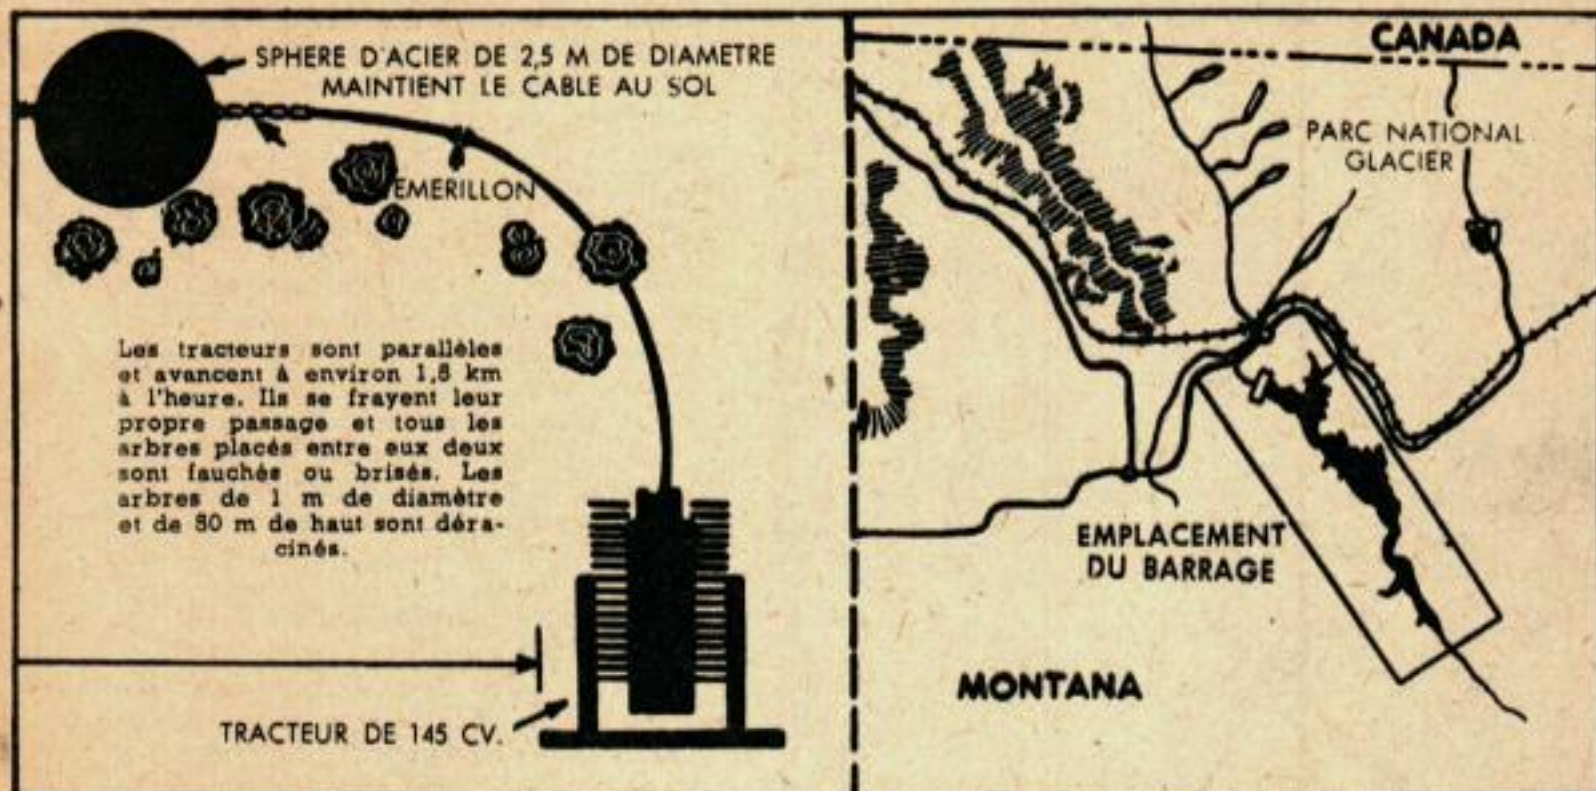 SPHERE D'ACIER DE 2,5 M DE DIAMETRE
MAINTIENT LE CABLE AU SOL
EMERILLON
Les tracteurs sont parallèles
et avancent à environ 1,8 km
à l'heure. Ils se frayent leur
propre passage et tous les
arbres placés entre eux deux
sont fauchés ou brisés. Les
arbres de 1 m de diamètre
et de 80 m de haut sont déra-
cinés.
TRACTEUR DE 145 CV.
CANADA
PARC NATIONAL
GLACIER
EMPLACEMENT
DU BARRAGE
MONTANA